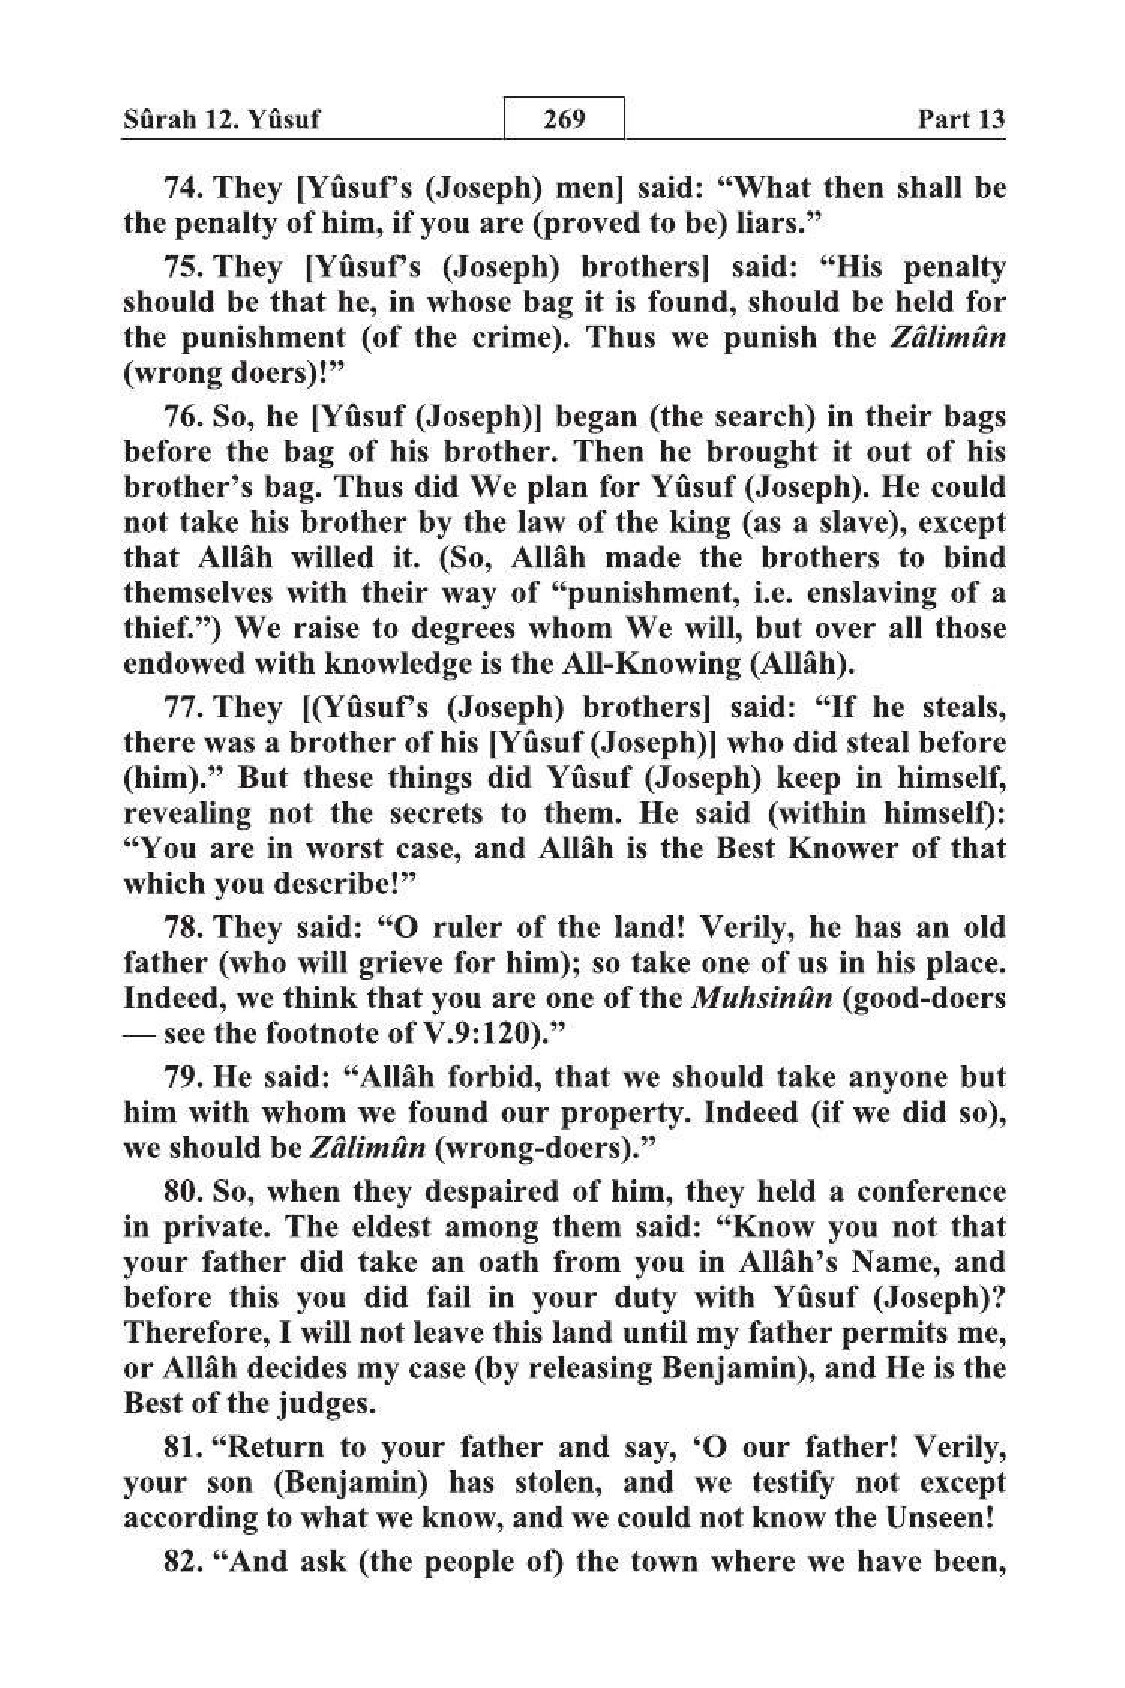 Sûrah 12. Yûsuf 269 Part 13
74. They [Yûsuf's (Joseph) men] said: “What then shall be
the penalty of him, if you are (proved to be) liars.”
75. They [Yûsuf's (Joseph) brothers] said: “His penalty
should be that he, in whose bag it is found, should be held for
the punishment (of the crime). Thus we punish the Zâlimûn
(wrong doers)!”
76. So, he [Yûsuf (Joseph)] began (the search) in their bags
before the bag of his brother. Then he brought it out of his
brother’s bag. Thus did We plan for Yûsuf (Joseph). He could
not take his brother by the law of the king (as a slave), except
that Allâh willed it. (So, Allâh made the brothers to bind
themselves with their way of “punishment, i.e. enslaving of a
thief.”) We raise to degrees whom We will, but over all those
endowed with knowledge is the All-Knowing (Allâh).
77. They [(Yûsuf's (Joseph) brothers] said: “If he steals,
there was a brother of his [Yûsuf (Joseph)] who did steal before
(him).” But these things did Yûsuf (Joseph) keep in himself,
revealing not the secrets to them. He said (within himself):
“You are in worst case, and Allâh is the Best Knower of that
which you describe!”
78. They said: “O ruler of the land! Verily, he has an old
father (who will grieve for him); so take one of us in his place.
Indeed, we think that you are one of the Muhsinûn (good-doers
— see the footnote of V.9:120).”
79. He said: “Allâh forbid, that we should take anyone but
him with whom we found our property. Indeed (if we did so),
we should be Zâlimûn (wrong-doers).”
80. So, when they despaired of him, they held a conference
in private. The eldest among them said: “Know you not that
your father did take an oath from you in Allâh’s Name, and
before this you did fail in your duty with Yûsuf (Joseph)?
Therefore, I will not leave this land until my father permits me,
or Allâh decides my case (by releasing Benjamin), and He is the
Best of the judges.
81. “Return to your father and say, ‘O our father! Verily,
your son (Benjamin) has stolen, and we testify not except
according to what we know, and we could not know the Unseen!
82. “And ask (the people of) the town where we have been,